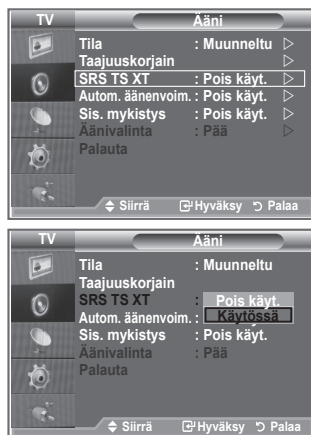 TV Ääni
Tila : Muunneltu
Taajuuskorjain
SRS TS XT : Pois käyt.
Autom. äänenvoim. : Pois käyt.
Sis. mykistys : Pois käyt.
Äänivalinta : Pää
Palauta
Siirrä Hyväksy Palaa
TV Ääni
Tila : Muunneltu
Taajuuskorjain
SRS TS XT : Pois käyt.
Autom. äänenvoim. : Käytössä
Sis. mykistys : Pois käyt.
Äänivalinta : Pää
Palauta
Siirrä Hyväksy Palaa